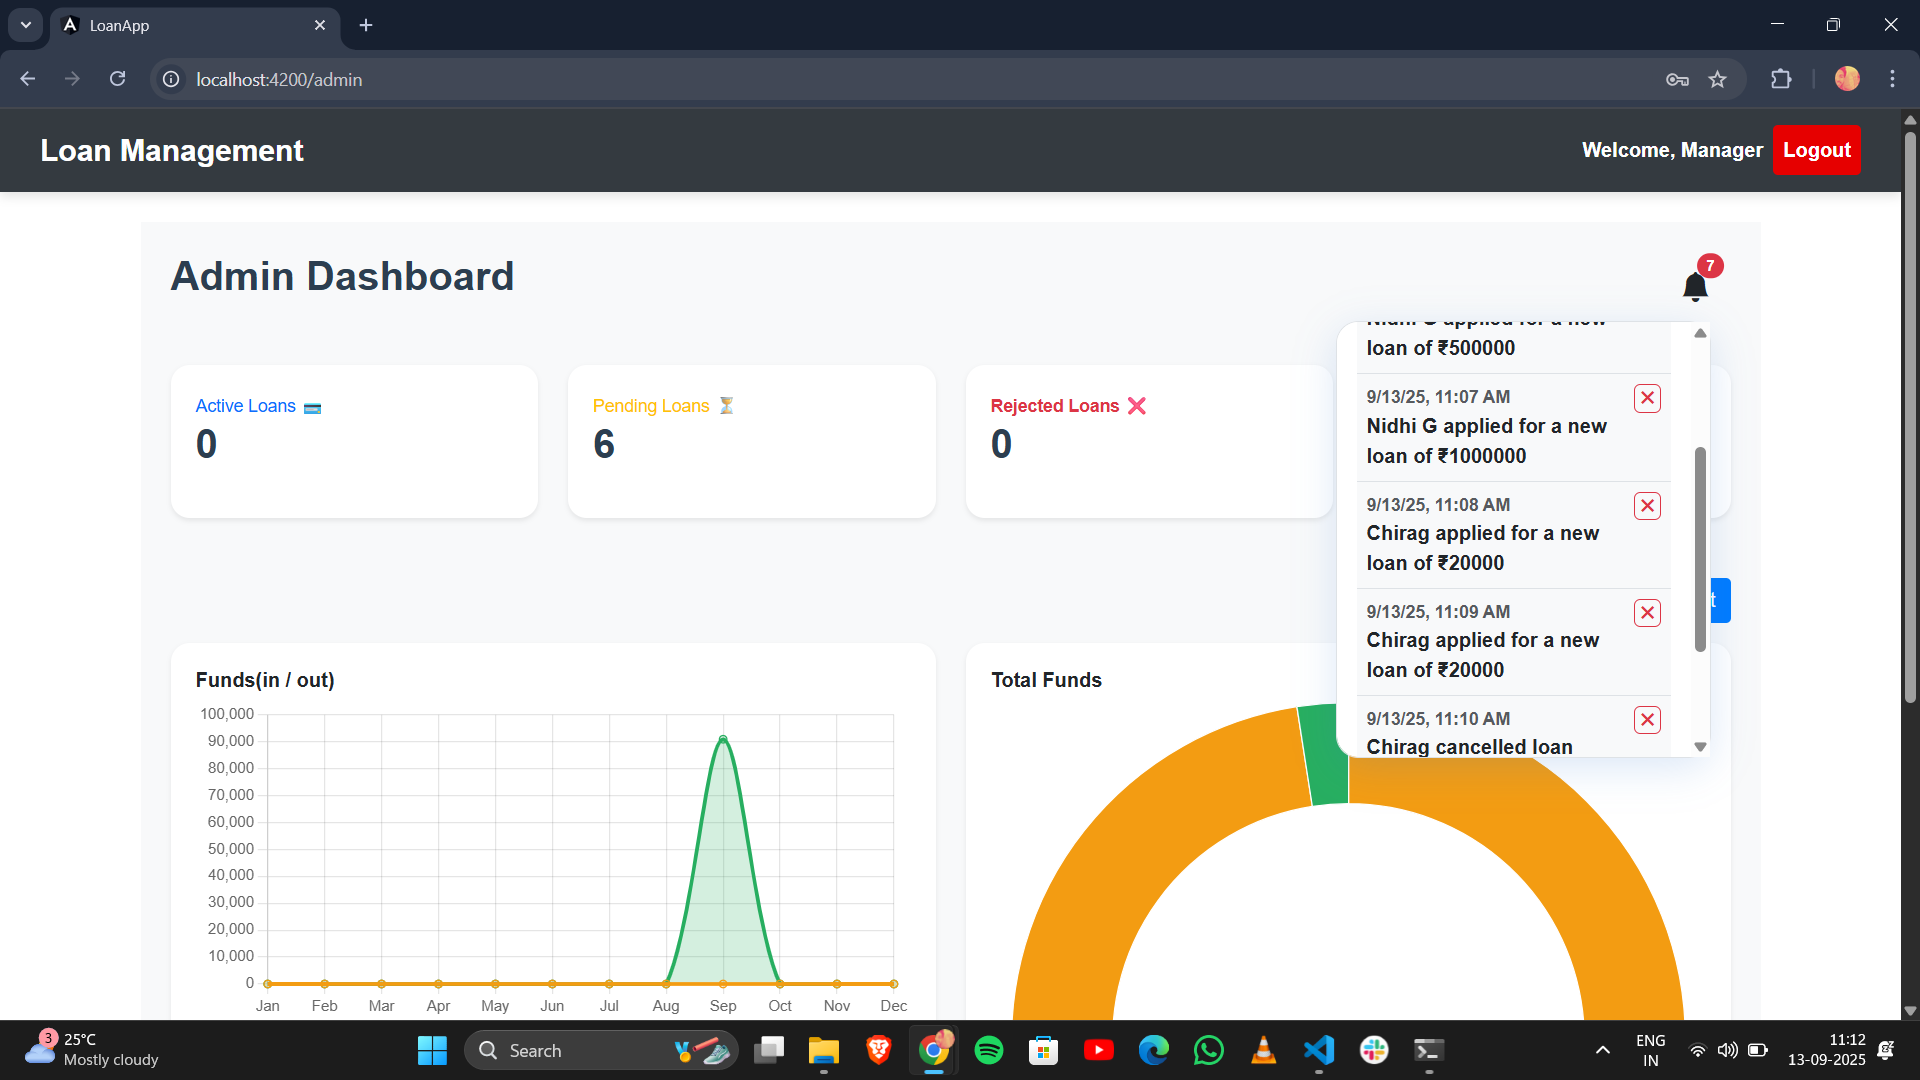 LoanApp
localhost:4200/admin
Loan Management
Welcome, Manager
Logout
Admin Dashboard
7
Nidhi G applied for a new
loan of ₹500000
9/13/25, 11:07 AM
Nidhi G applied for a new
loan of ₹1000000
9/13/25, 11:08 AM
Chirag applied for a new
loan of ₹20000
9/13/25, 11:09 AM
Chirag applied for a new
loan of ₹20000
9/13/25, 11:10 AM
Chirag cancelled loan
Active Loans
0
Pending Loans
6
Rejected Loans
0
Funds(in / out)
100,000
90,000
80,000
70,000
60,000
50,000
40,000
30,000
20,000
10,000
0
Jan Feb Mar Apr May Jun Jul Aug Sep Oct Nov Dec
Total Funds
3
25°C
Mostly cloudy
Search
ENG
IN
11:12
13-09-2025